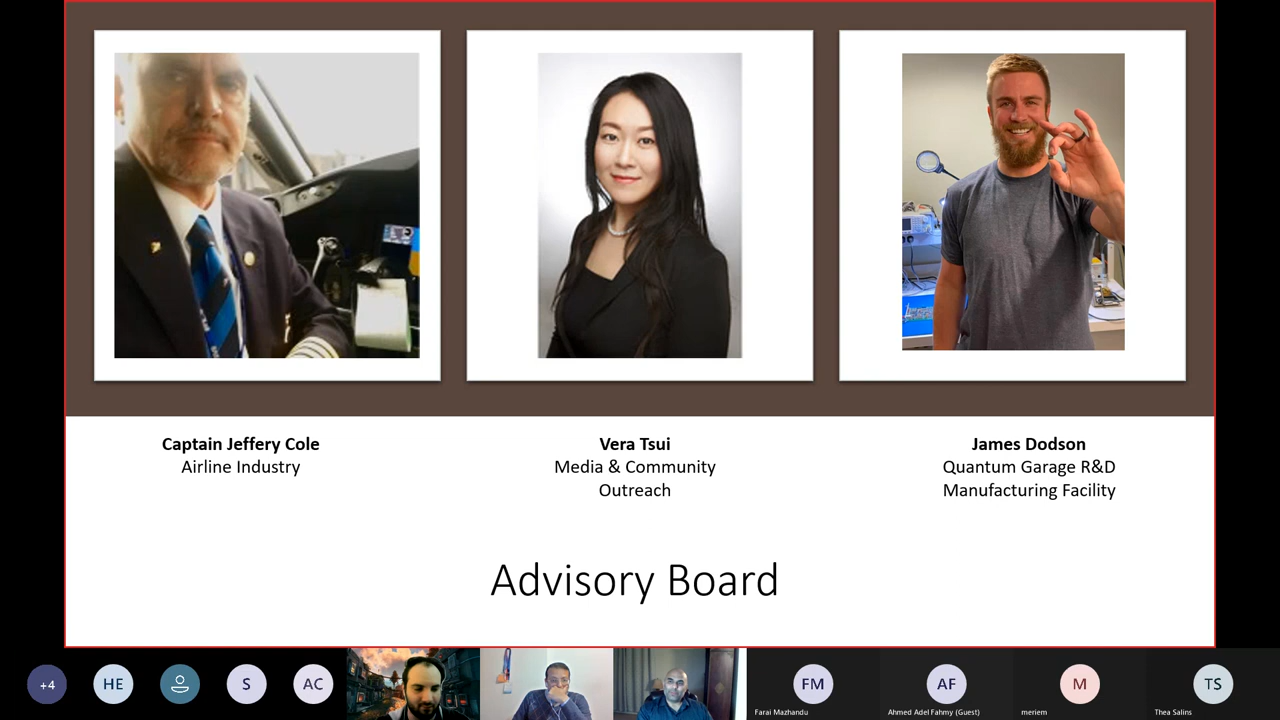 Captain Jeffery Cole
Airline Industry
Vera Tsui
Media & Community
Outreach
James Dodson
Quantum Garage R&D
Manufacturing Facility
Advisory Board
+4
HE
S
AC
FM
Farai Mazhandu
AF
Ahmed Adel Fahmy (Guest)
M
meriem
TS
Thea Salins